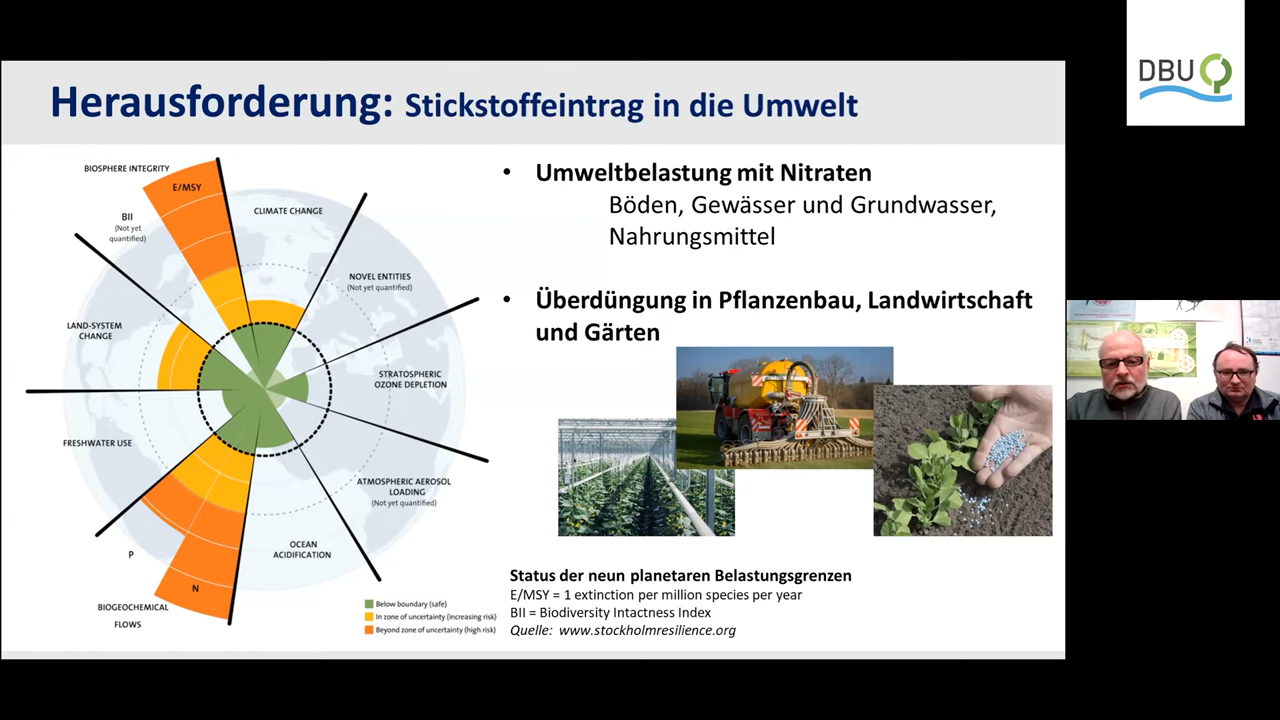 DBU
Herausforderung: Stickstoffeintrag in die Umwelt
BIOSPHERE INTEGRITY
E/MSY
BII
(Not yet
quantified)
CLIMATE CHANGE
NOVEL ENTITIES
(Not yet quantified)
LAND-SYSTEM
CHANGE
STRATOSPHERIC
OZONE DEPLETION
FRESHWATER USE
ATMOSPHERIC AEROSOL
LOADING
(Not yet quantified)
OCEAN
ACIDIFICATION
P
N
BIOGEOCHEMICAL
FLOWS
Below boundary (safe)
In zone of uncertainty (increasing risk)
Beyond zone of uncertainty (high risk)
• Umweltbelastung mit Nitraten
Böden, Gewässer und Grundwasser,
Nahrungsmittel
• Überdüngung in Pflanzenbau, Landwirtschaft
und Gärten
Status der neun planetaren Belastungsgrenzen
E/MSY = 1 extinction per million species per year
BII = Biodiversity Intactness Index
Quelle: www.stockholmresilience.org